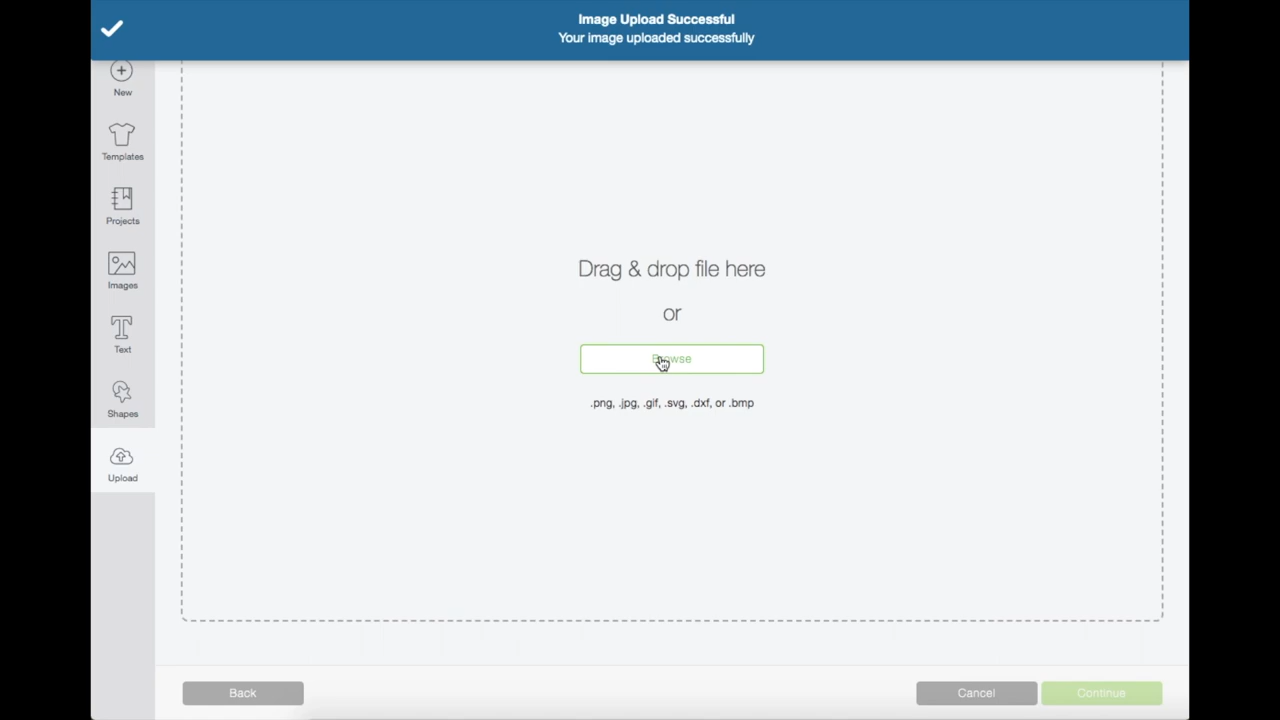 Image Upload Successful
Your image uploaded successfully
New
Templates
Projects
Images
Text
Shapes
Upload
Drag & drop file here
or
Browse
.png, .jpg, .gif, .svg, .dxf, or .bmp
Back
Cancel
Continue